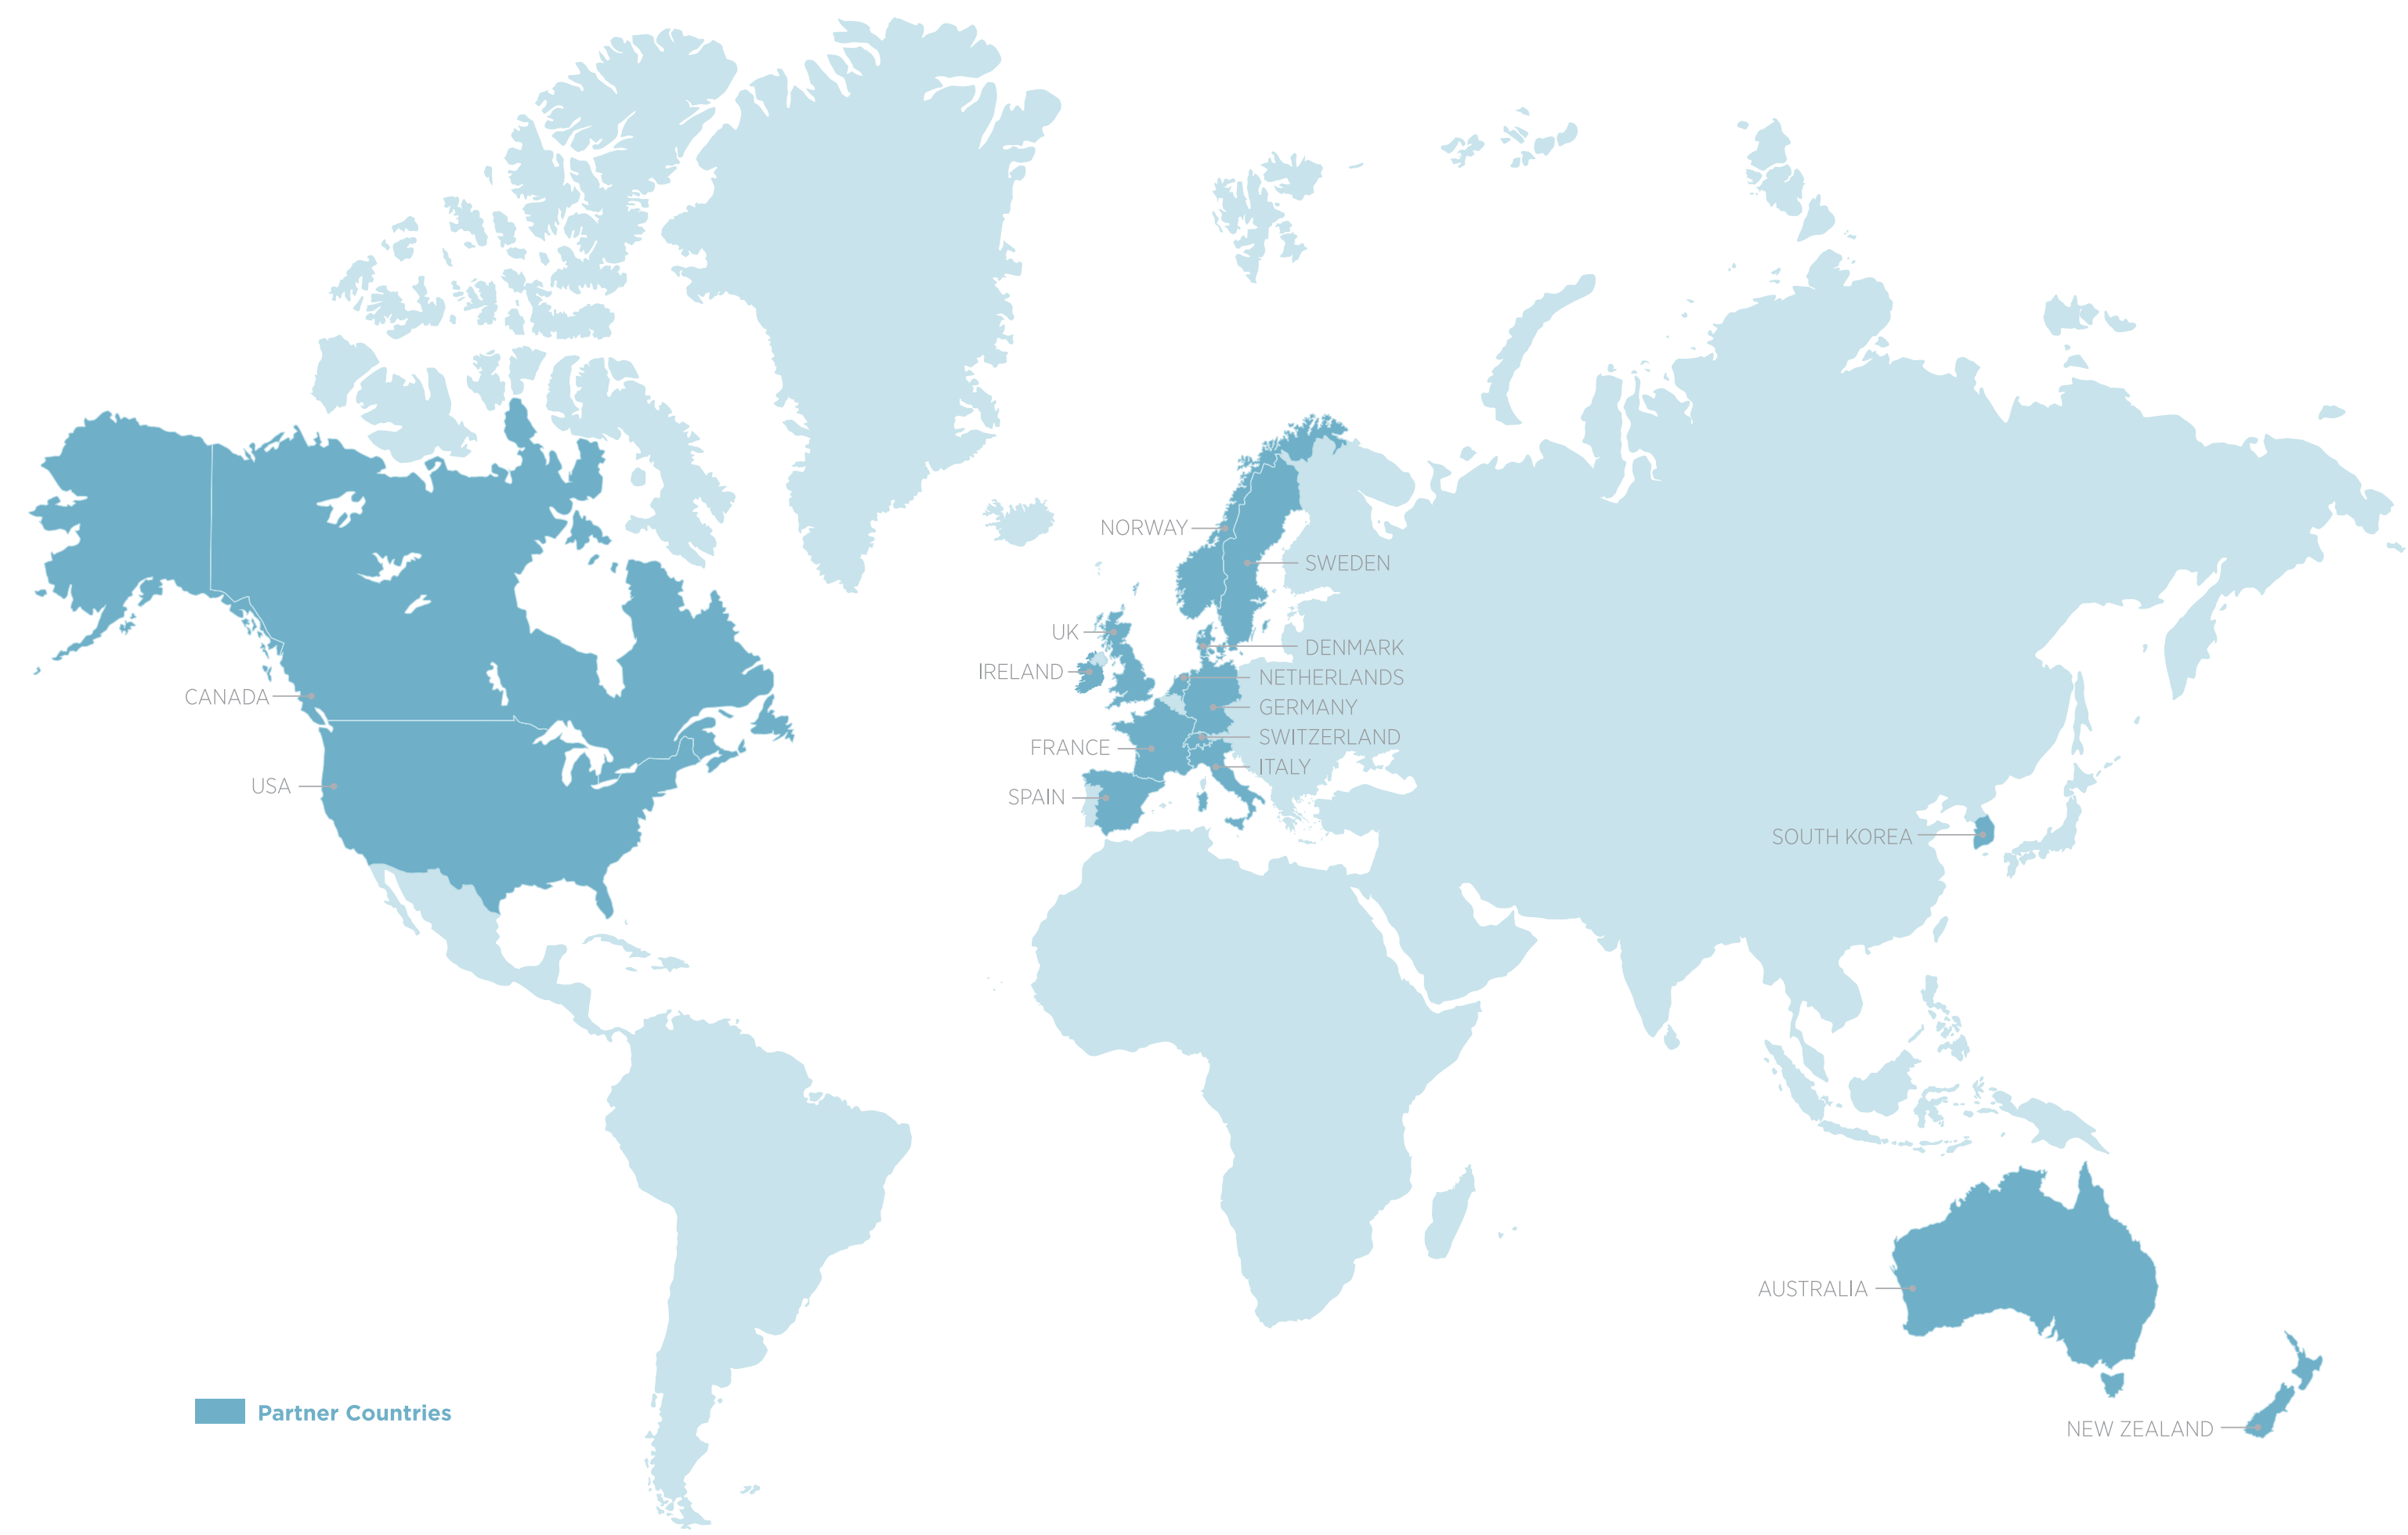 NORWAY
SWEDEN
UK
DENMARK
IRELAND
NETHERLANDS
CANADA
GERMANY
SWITZERLAND
FRANCE
ITALY
USA
SPAIN
SOUTH KOREA
AUSTRALIA
Partner Countries
NEW ZEALAND